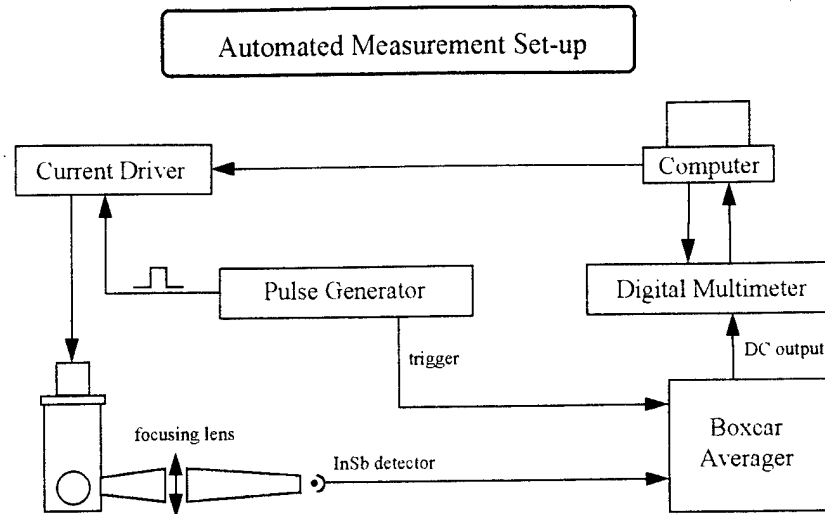 Automated Measurement Set-up
Current Driver
Computer
Pulse Generator
Digital Multimeter
trigger
DC output
focusing lens
InSb detector
Boxcar
Averager